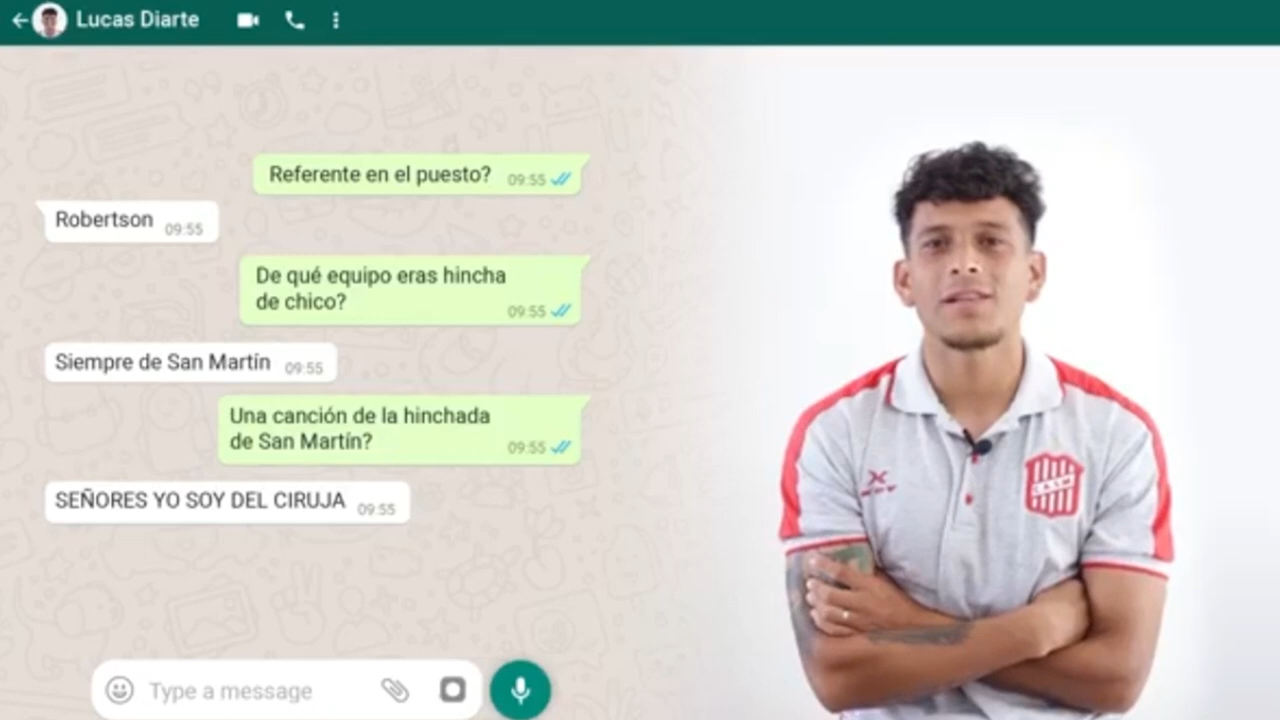 Lucas Diarte
Referente en el puesto?
09:55
Robertson
09:55
De qué equipo eras hincha
de chico?
09:55
Siempre de San Martín
09:55
Una canción de la hinchada
de San Martín?
09:55
SEÑORES YO SOY DEL CIRUJA
09:55
Type a message